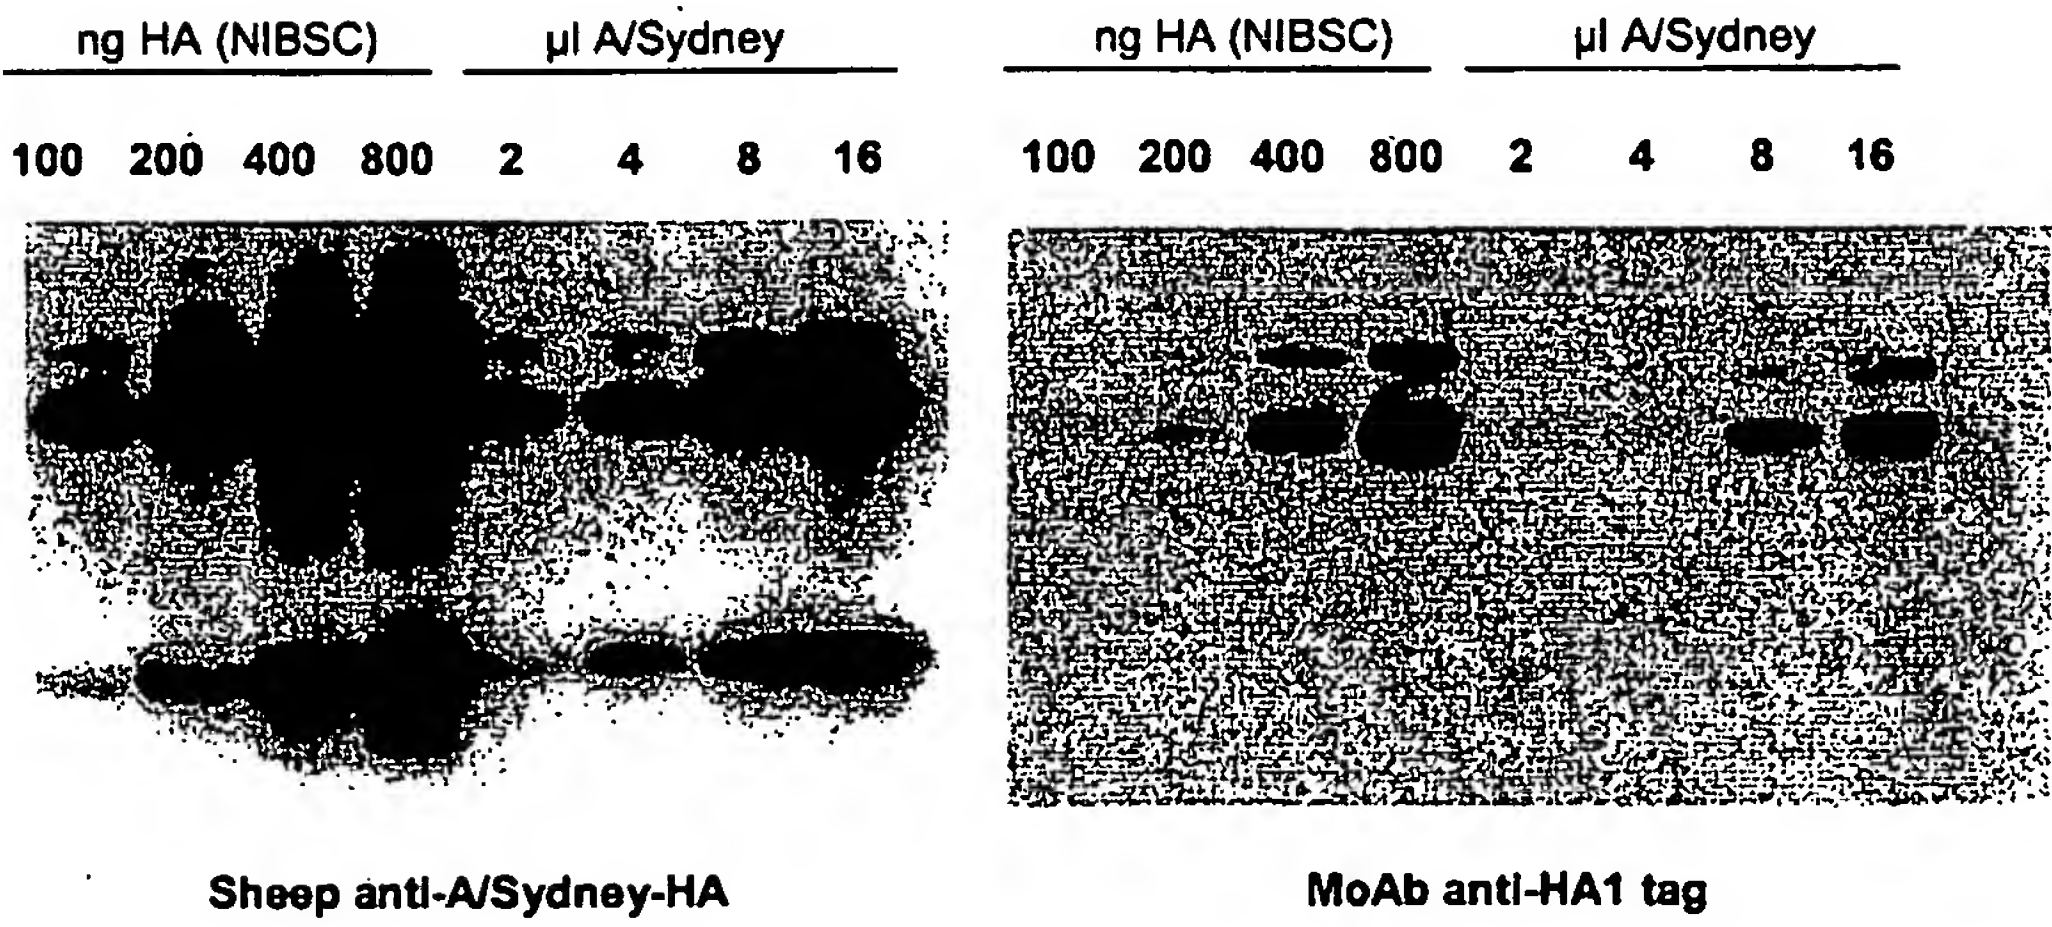 ng HA (NIBSC) µl A/Sydney ng HA (NIBSC) µl A/Sydney
100 200 400 800 2 4 8 16 100 200 400 800 2 4 8 16
Sheep anti-A/Sydney-HA MoAb anti-HA1 tag